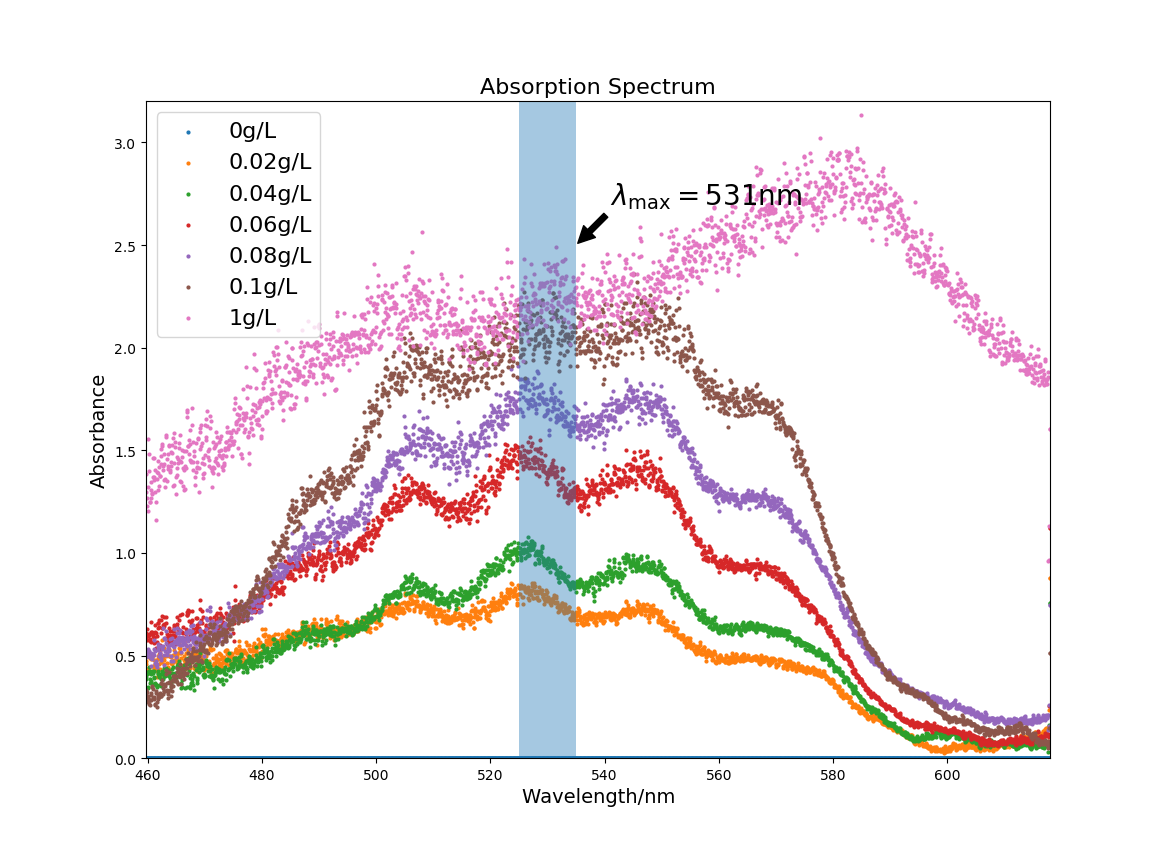 Absorption Spectrum
0g/L
0.02g/L
0.04g/L
0.06g/L
0.08g/L
0.1g/L
1g/L
λmax = 531nm
Absorbance
3.0
2.5
2.0
1.5
1.0
0.5
0.0
460 480 500 520 540 560 580 600
Wavelength/nm